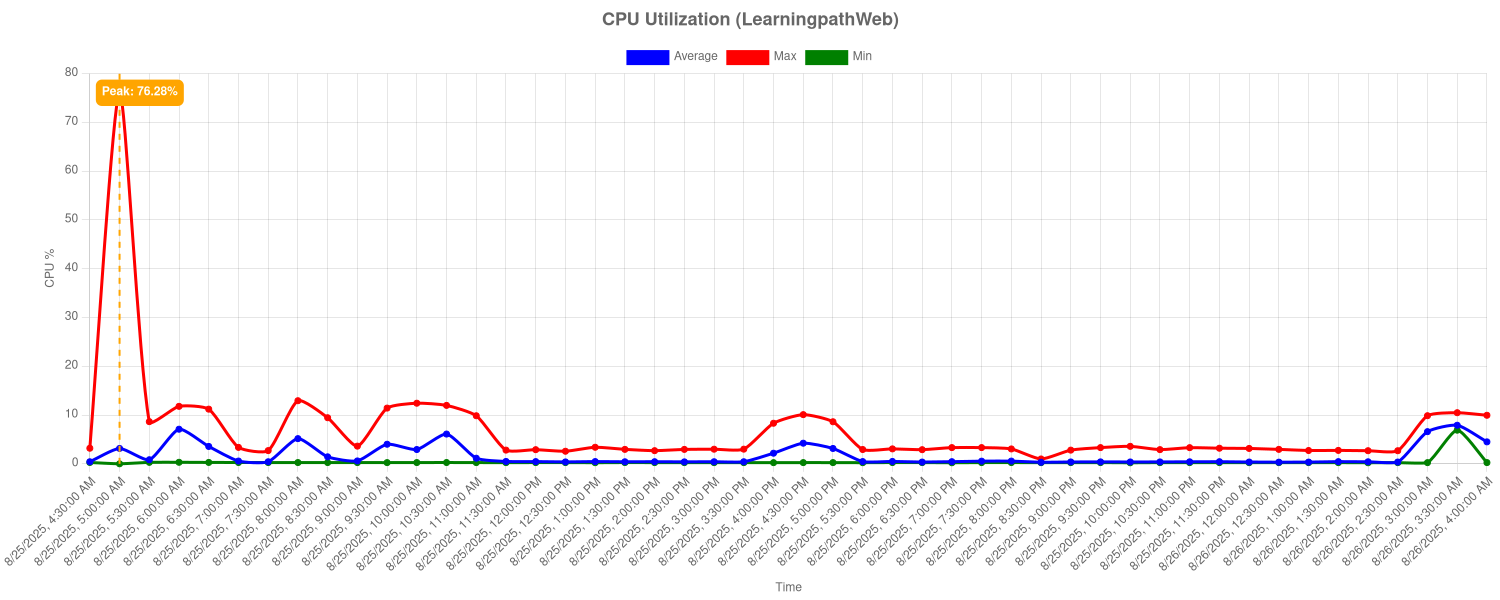 CPU Utilization (LearningpathWeb)
Average Max Min
Peak: 76.28%
80
70
60
50
40
30
20
10
0
CPU %
8/25/2025, 4:30:00 AM
8/25/2025, 5:00:00 AM
8/25/2025, 5:30:00 AM
8/25/2025, 6:00:00 AM
8/25/2025, 6:30:00 AM
8/25/2025, 7:00:00 AM
8/25/2025, 7:30:00 AM
8/25/2025, 8:00:00 AM
8/25/2025, 8:30:00 AM
8/25/2025, 9:00:00 AM
8/25/2025, 9:30:00 AM
8/25/2025, 10:00:00 AM
8/25/2025, 10:30:00 AM
8/25/2025, 11:00:00 AM
8/25/2025, 11:30:00 AM
8/25/2025, 12:00:00 PM
8/25/2025, 12:30:00 PM
8/25/2025, 1:00:00 PM
8/25/2025, 1:30:00 PM
8/25/2025, 2:00:00 PM
8/25/2025, 2:30:00 PM
8/25/2025, 3:00:00 PM
8/25/2025, 3:30:00 PM
8/25/2025, 4:00:00 PM
8/25/2025, 4:30:00 PM
8/25/2025, 5:00:00 PM
8/25/2025, 5:30:00 PM
8/25/2025, 6:00:00 PM
8/25/2025, 6:30:00 PM
8/25/2025, 7:00:00 PM
8/25/2025, 7:30:00 PM
8/25/2025, 8:00:00 PM
8/25/2025, 8:30:00 PM
8/25/2025, 9:00:00 PM
8/25/2025, 9:30:00 PM
8/25/2025, 10:00:00 PM
8/25/2025, 10:30:00 PM
8/25/2025, 11:00:00 PM
8/25/2025, 11:30:00 PM
8/26/2025, 12:00:00 AM
8/26/2025, 12:30:00 AM
8/26/2025, 1:00:00 AM
8/26/2025, 1:30:00 AM
8/26/2025, 2:00:00 AM
8/26/2025, 2:30:00 AM
8/26/2025, 3:00:00 AM
8/26/2025, 3:30:00 AM
8/26/2025, 4:00:00 AM
Time